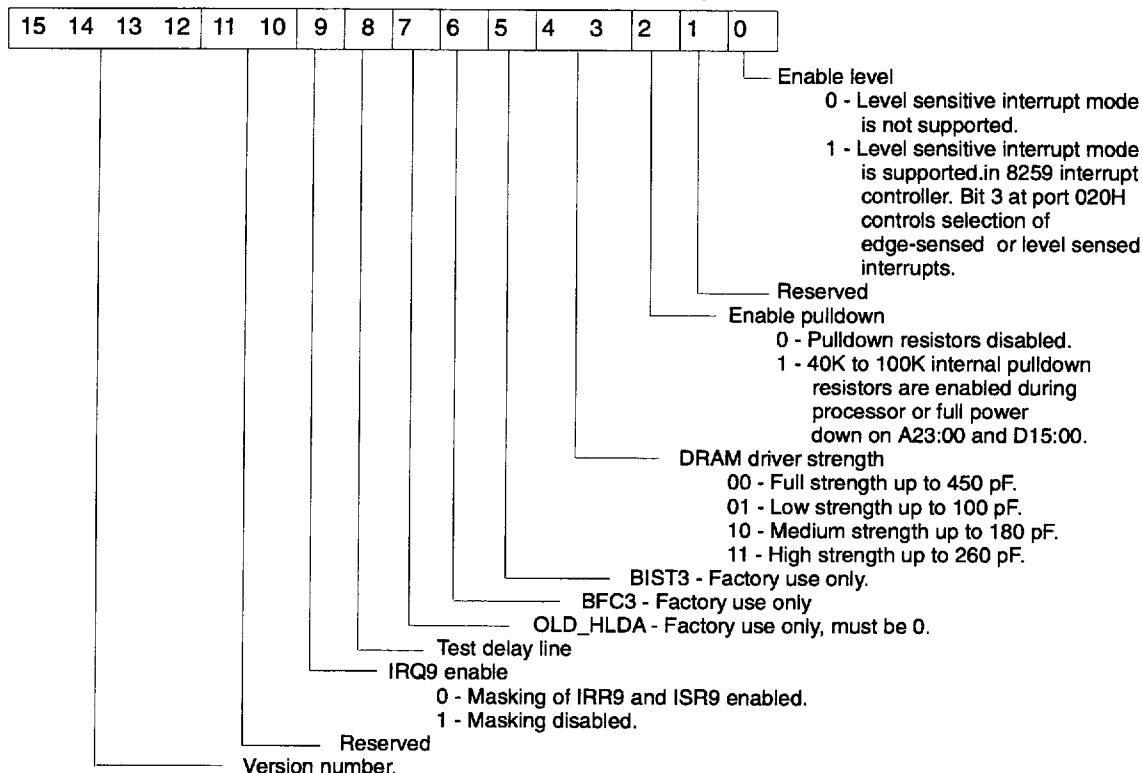 15 14 13 12 11 10 9 8 7 6 5 4 3 2 1 0
Enable level
0 - Level sensitive interrupt mode
is not supported.
1 - Level sensitive interrupt mode
is supported.in 8259 interrupt
controller. Bit 3 at port 020H
controls selection of
edge-sensed or level sensed
interrupts.
Reserved
Enable pulldown
0 - Pulldown resistors disabled.
1 - 40K to 100K internal pulldown
resistors are enabled during
processor or full power
down on A23:00 and D15:00.
DRAM driver strength
00 - Full strength up to 450 pF.
01 - Low strength up to 100 pF.
10 - Medium strength up to 180 pF.
11 - High strength up to 260 pF.
BIST3 - Factory use only.
BFC3 - Factory use only
OLD_HLDA - Factory use only, must be 0.
Test delay line
IRQ9 enable
0 - Masking of IRR9 and ISR9 enabled.
1 - Masking disabled.
Reserved
Version number.